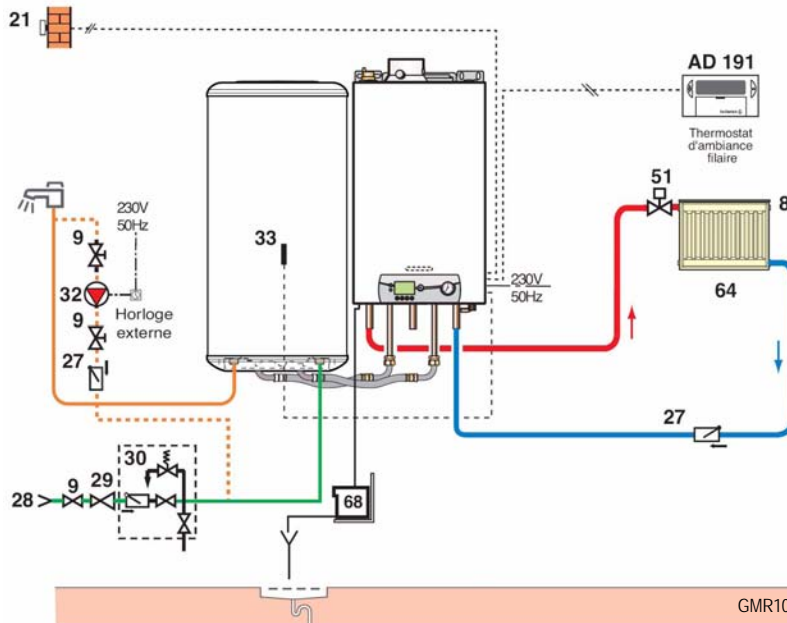 21
AD 191
Thermostat
d'ambiance
filaire
51
8
230V
50Hz
9
33
32
Horloge
externe
230V
50Hz
64
9
27
27
30
28
9
29
68
GMR10